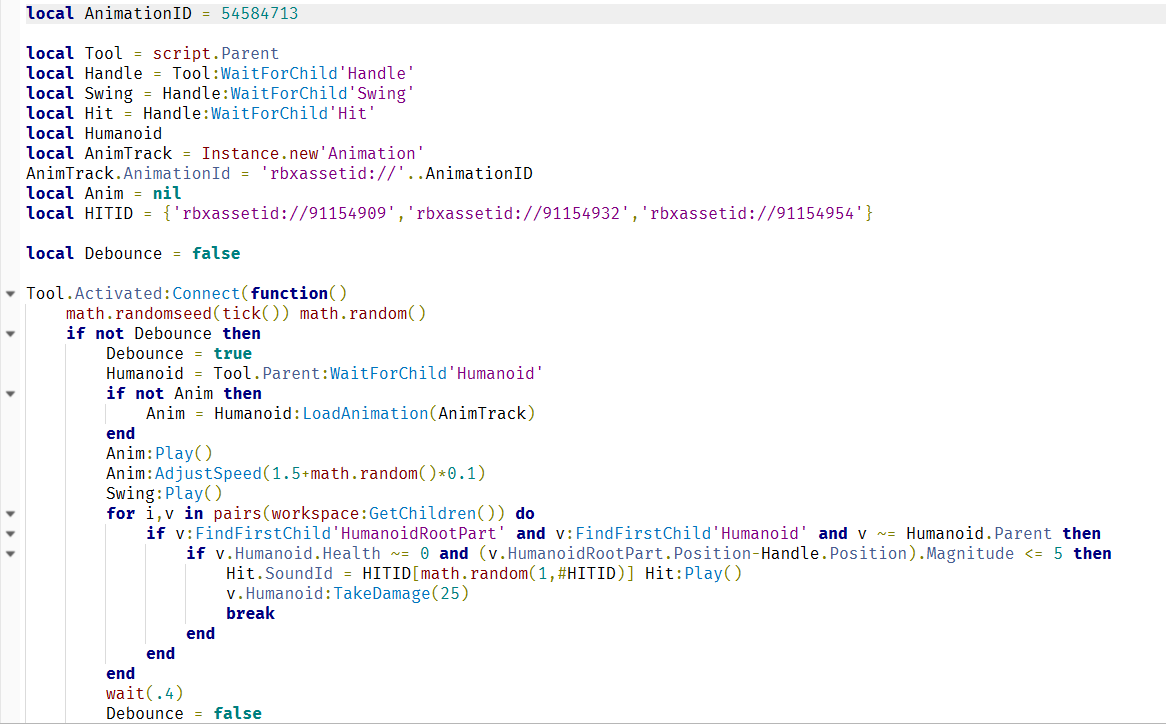 local AnimationID = 54584713
local Tool = script.Parent
local Handle = Tool:WaitForChild'Handle'
local Swing = Handle:WaitForChild'Swing'
local Hit = Handle:WaitForChild'Hit'
local Humanoid
local AnimTrack = Instance.new'Animation'
AnimTrack.AnimationId = 'rbxassetid://'..AnimationID
local Anim = nil
local HITID = {'rbxassetid://91154909','rbxassetid://91154932','rbxassetid://91154954'}
local Debounce = false
Tool.Activated:Connect(function()
    math.randomseed(tick()) math.random()
    if not Debounce then
        Debounce = true
        Humanoid = Tool.Parent:WaitForChild'Humanoid'
        if not Anim then
            Anim = Humanoid:LoadAnimation(AnimTrack)
        end
        Anim:Play()
        Anim:AdjustSpeed(1.5+math.random()*0.1)
        Swing:Play()
        for i,v in pairs(workspace:GetChildren()) do
            if v:FindFirstChild'HumanoidRootPart' and v:FindFirstChild'Humanoid' and v ~= Humanoid.Parent then
                if v.Humanoid.Health ~= 0 and (v.HumanoidRootPart.Position-Handle.Position).Magnitude <= 5 then
                    Hit.SoundId = HITID[math.random(1,#HITID)] Hit:Play()
                    v.Humanoid:TakeDamage(25)
                    break
                end
            end
        end
        wait(.4)
        Debounce = false